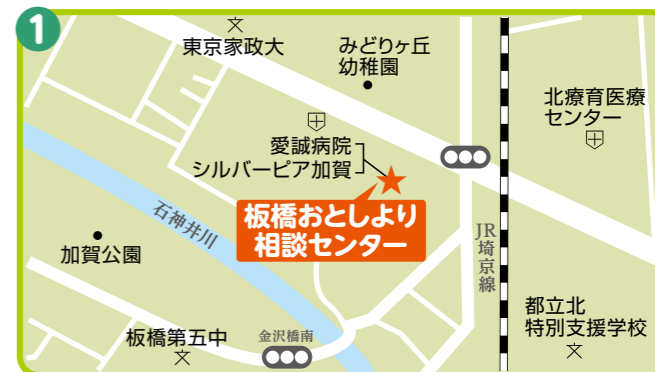 1
東京家政大
みどりヶ丘
幼稚園
北療育医療
センター
愛誠病院
シルバーピア加賀
板橋おとしより
相談センター
石神井川
加賀公園
JR埼京線
都立北
特別支援学校
板橋第五中
金沢橋南